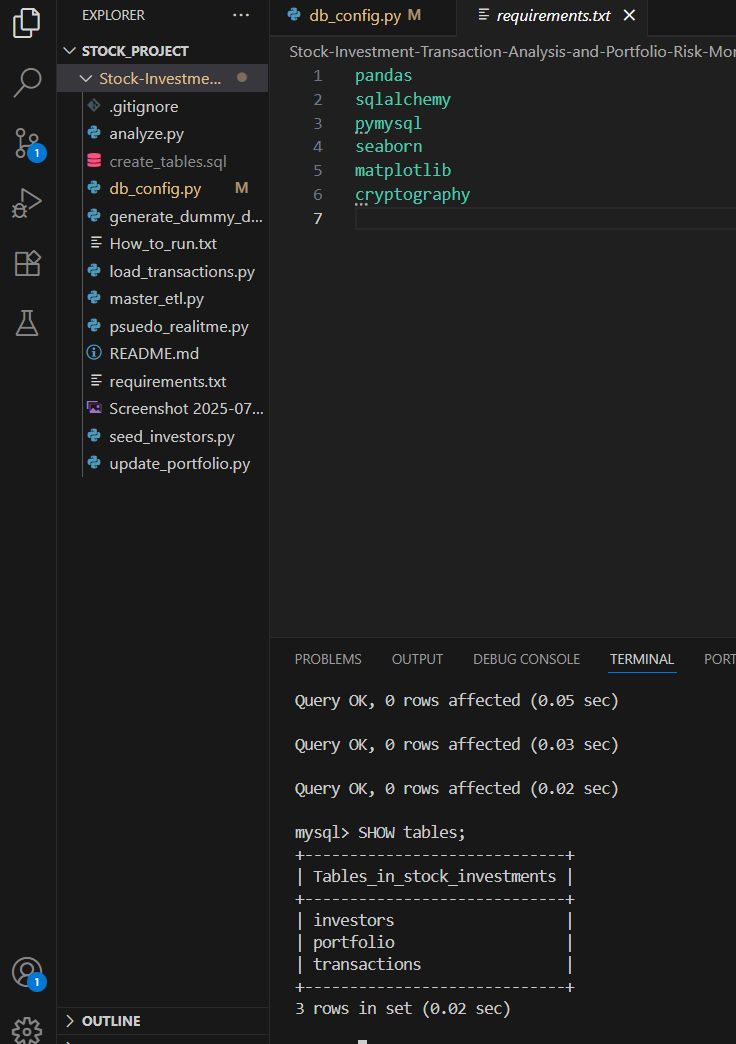 EXPLORER
STOCK_PROJECT
Stock-Investme...
.gitignore
analyze.py
create_tables.sql
db_config.py M
generate_dummy_d...
How_to_run.txt
load_transactions.py
master_etl.py
psuedo_realitme.py
README.md
requirements.txt
Screenshot 2025-07...
seed_investors.py
update_portfolio.py
OUTLINE
1
1
db_config.py M
requirements.txt
Stock-Investment-Transaction-Analysis-and-Portfolio-Risk-Mor
1 pandas
2 sqlalchemy
3 pymysql
4 seaborn
5 matplotlib
6 cryptography
7
PROBLEMS OUTPUT DEBUG CONSOLE TERMINAL PORT
Query OK, 0 rows affected (0.05 sec)
Query OK, 0 rows affected (0.03 sec)
Query OK, 0 rows affected (0.02 sec)
mysql> SHOW tables;
+-----------------------------+
| Tables_in_stock_investments |
+-----------------------------+
| investors |
| portfolio |
| transactions |
+-----------------------------+
3 rows in set (0.02 sec)